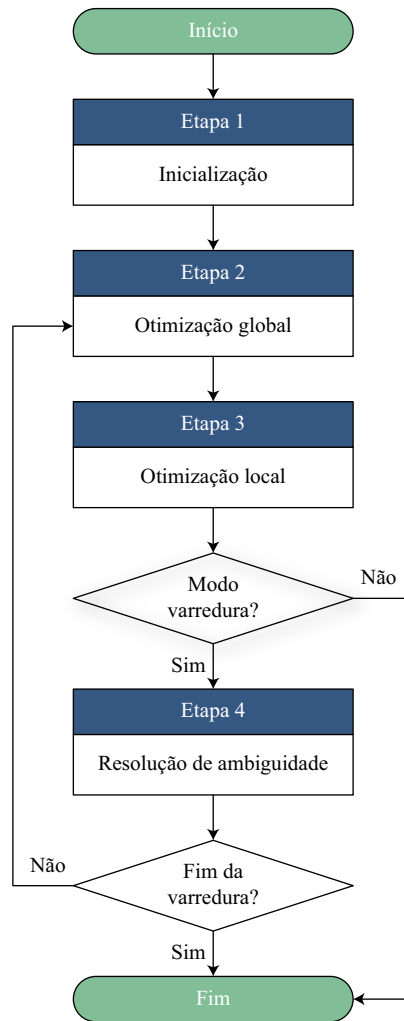 Início
Etapa 1
Inicialização
Etapa 2
Otimização global
Etapa 3
Otimização local
Modo
varredura?
Não
Sim
Etapa 4
Resolução de ambiguidade
Não
Fim da
varredura?
Sim
Fim